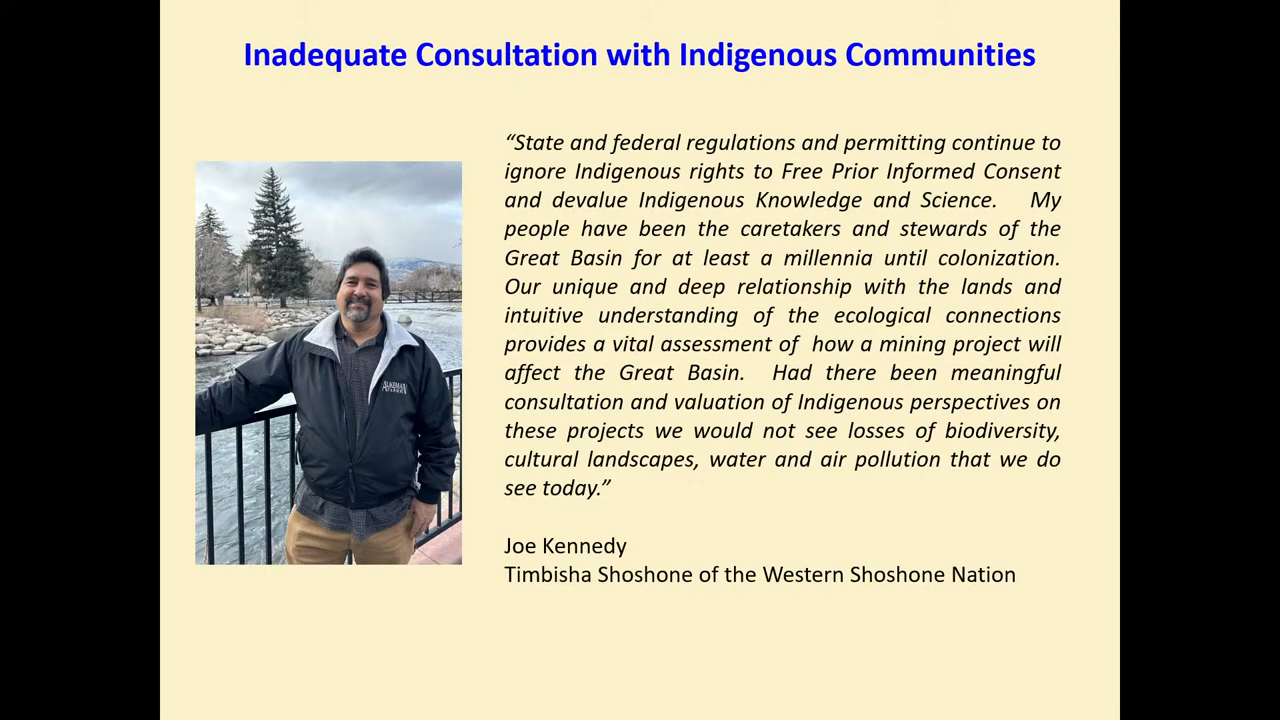 Inadequate Consultation with Indigenous Communities
“State and federal regulations and permitting continue to
ignore Indigenous rights to Free Prior Informed Consent
and devalue Indigenous Knowledge and Science. My
people have been the caretakers and stewards of the
Great Basin for at least a millennia until colonization.
Our unique and deep relationship with the lands and
intuitive understanding of the ecological connections
provides a vital assessment of how a mining project will
affect the Great Basin. Had there been meaningful
consultation and valuation of Indigenous perspectives on
these projects we would not see losses of biodiversity,
cultural landscapes, water and air pollution that we do
see today.”
Joe Kennedy
Timbisha Shoshone of the Western Shoshone Nation